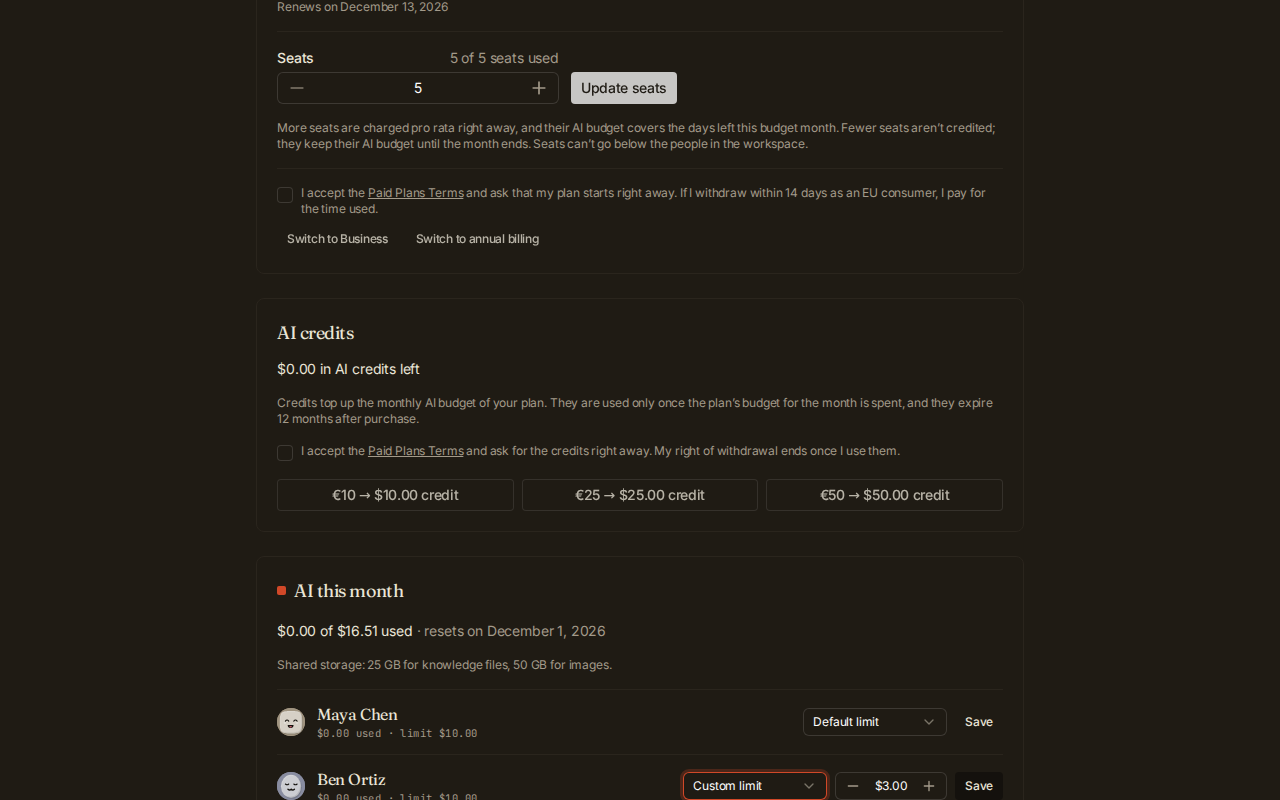 Renews on December 13, 2026
Seats
5 of 5 seats used
5
Update seats
More seats are charged pro rata right away, and their AI budget covers the days left this budget month. Fewer seats aren't credited;
they keep their AI budget until the month ends. Seats can't go below the people in the workspace.
I accept the Paid Plans Terms and ask that my plan starts right away. If I withdraw within 14 days as an EU consumer, I pay for
the time used.
Switch to Business
Switch to annual billing
AI credits
$0.00 in AI credits left
Credits top up the monthly AI budget of your plan. They are used only once the plan's budget for the month is spent, and they expire
12 months after purchase.
I accept the Paid Plans Terms and ask for the credits right away. My right of withdrawal ends once I use them.
€10 → $10.00 credit
€25 → $25.00 credit
€50 → $50.00 credit
AI this month
$0.00 of $16.51 used · resets on December 1, 2026
Shared storage: 25 GB for knowledge files, 50 GB for images.
Maya Chen
$0.00 used · limit $10.00
Default limit
Save
Ben Ortiz
$0.00 used · limit $10.00
Custom limit
$3.00
Save